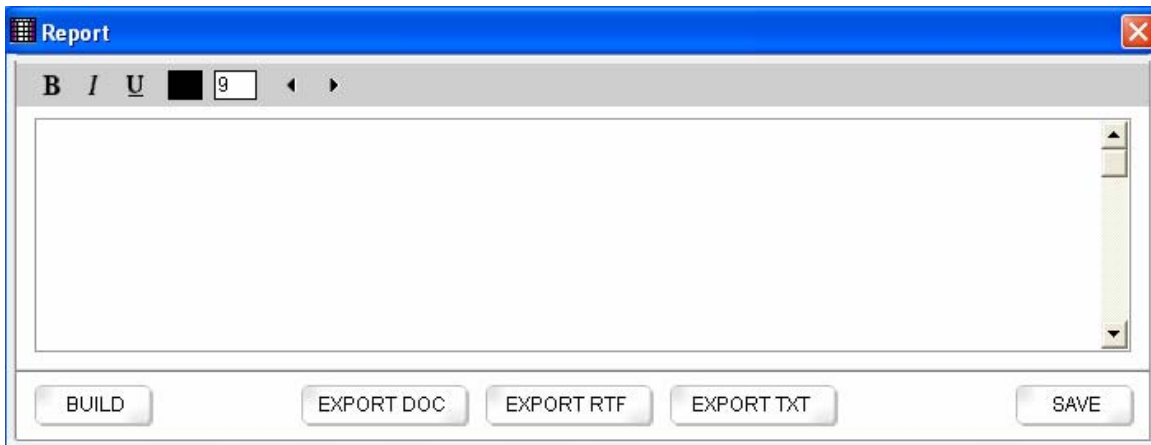 Report
B I U 9
BUILD EXPORT DOC EXPORT RTF EXPORT TXT SAVE